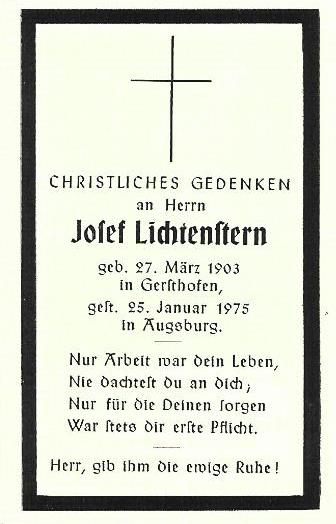 CHRISTLICHES GEDENKEN
an Herrn
Josef Lichtenstern
geb. 27. März 1903
in Gersthofen,
gest. 25. Januar 1975
in Augsburg.
Nur Arbeit war dein Leben,
Nie dachtest du an dich;
Nur für die Deinen sorgen
War stets dir erste Pflicht.
Herr, gib ihm die ewige Ruhe!